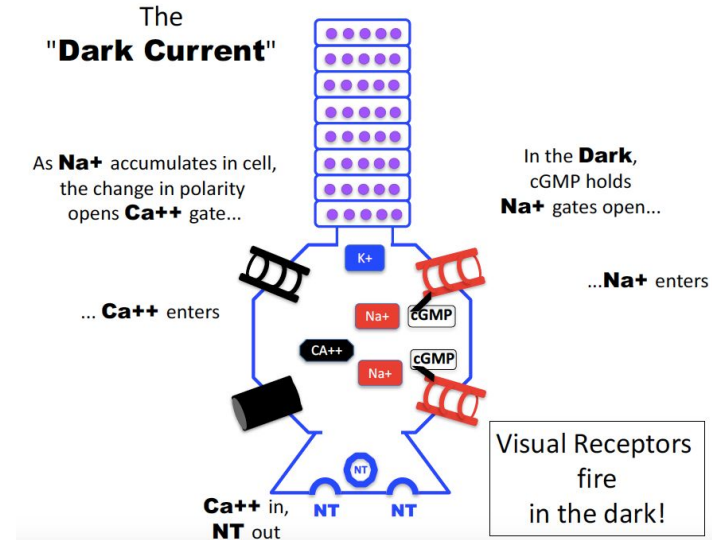 The
"Dark Current"
As Na+ accumulates in cell,
the change in polarity
opens Ca++ gate...
In the Dark,
cGMP holds
Na+ gates open...
K+
...Na+ enters
... Ca++ enters
Na+
cGMP
CA++
cGMP
Na+
Visual Receptors
fire
in the dark!
NT
Ca++ in,
NT out
NT
NT